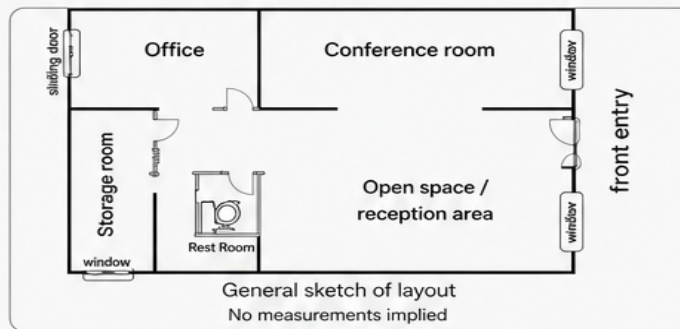 Office
Conference room
sliding door
window
front entry
Storage room
Open space /
reception area
window
Rest Room
window
General sketch of layout
No measurements implied